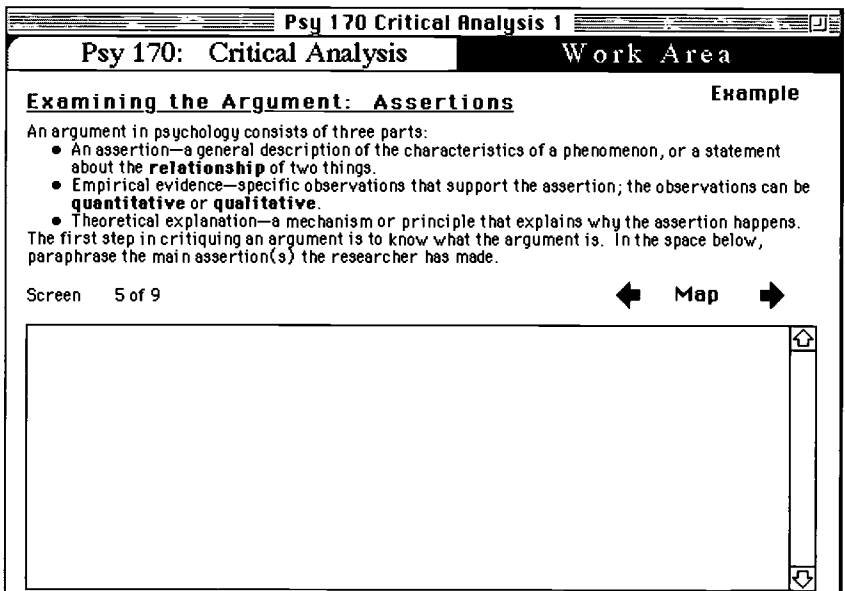 Psy 170 Critical Analysis 1
Psy 170: Critical Analysis
Work Area
Example
Examining the Argument: Assertions
An argument in psychology consists of three parts:
● An assertion—a general description of the characteristics of a phenomenon, or a statement
about the relationship of two things.
● Empirical evidence—specific observations that support the assertion; the observations can be
quantitative or qualitative.
● Theoretical explanation—a mechanism or principle that explains why the assertion happens.
The first step in critiquing an argument is to know what the argument is. In the space below,
paraphrase the main assertion(s) the researcher has made.
Screen 5 of 9
Map